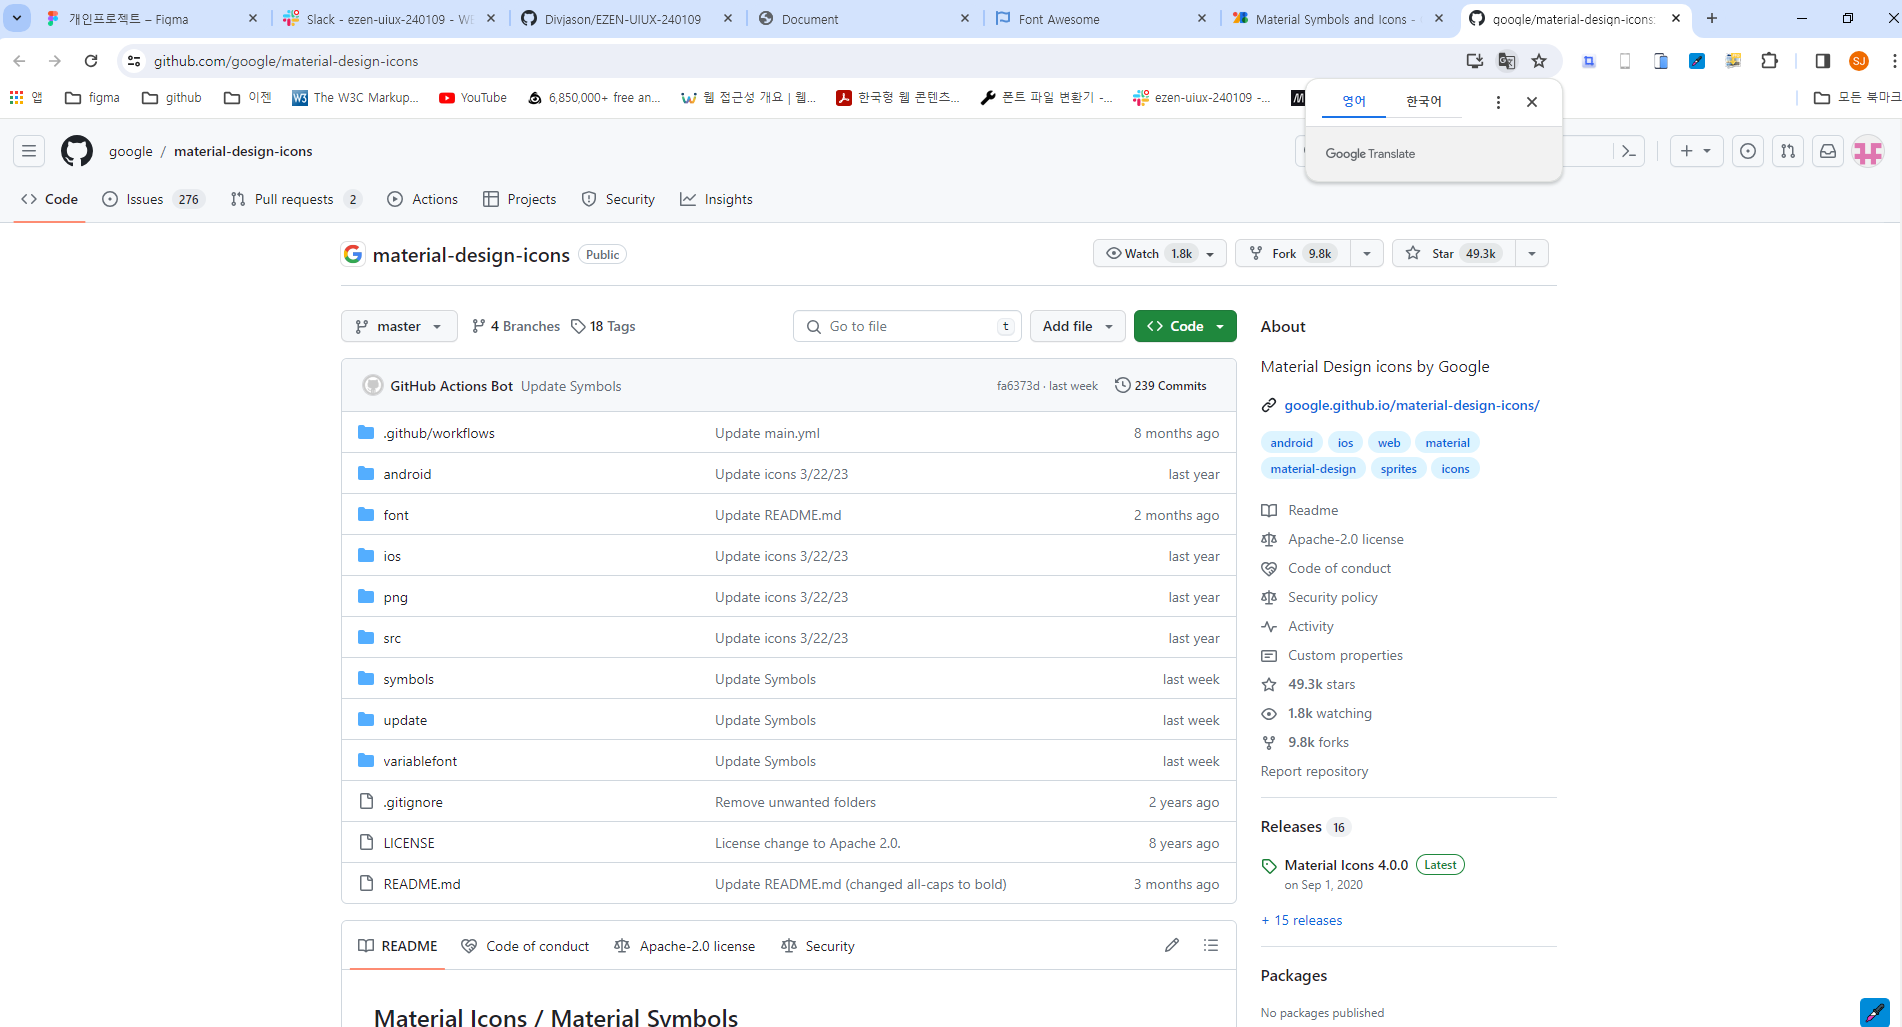 개인프로젝트 – Figma
Slack - ezen-uiux-240109 - WE
Divjason/EZEN-UIUX-240109
Document
Font Awesome
Material Symbols and Icons -
google/material-design-icons:
github.com/google/material-design-icons
SJ
앱
figma
github
이젠
The W3C Markup...
YouTube
6,850,000+ free an...
웹 접근성 개요 | 웹...
한국형 웹 콘텐츠...
폰트 파일 변환기 -...
ezen-uiux-240109 -...
모든 북마크
영어
한국어
Google Translate
google / material-design-icons
Code
Issues 276
Pull requests 2
Actions
Projects
Security
Insights
material-design-icons Public
Watch 1.8k
Fork 9.8k
Star 49.3k
master
4 Branches
18 Tags
Go to file t
Add file
Code
GitHub Actions Bot Update Symbols fa6373d · last week 239 Commits
.github/workflows Update main.yml 8 months ago
android Update icons 3/22/23 last year
font Update README.md 2 months ago
ios Update icons 3/22/23 last year
png Update icons 3/22/23 last year
src Update icons 3/22/23 last year
symbols Update Symbols last week
update Update Symbols last week
variablefont Update Symbols last week
.gitignore Remove unwanted folders 2 years ago
LICENSE License change to Apache 2.0. 8 years ago
README.md Update README.md (changed all-caps to bold) 3 months ago
README
Code of conduct
Apache-2.0 license
Security
Material Icons / Material Symbols
About
Material Design icons by Google
google.github.io/material-design-icons/
android ios web material
material-design sprites icons
Readme
Apache-2.0 license
Code of conduct
Security policy
Activity
Custom properties
49.3k stars
1.8k watching
9.8k forks
Report repository
Releases 16
Material Icons 4.0.0 Latest
on Sep 1, 2020
+ 15 releases
Packages
No packages published